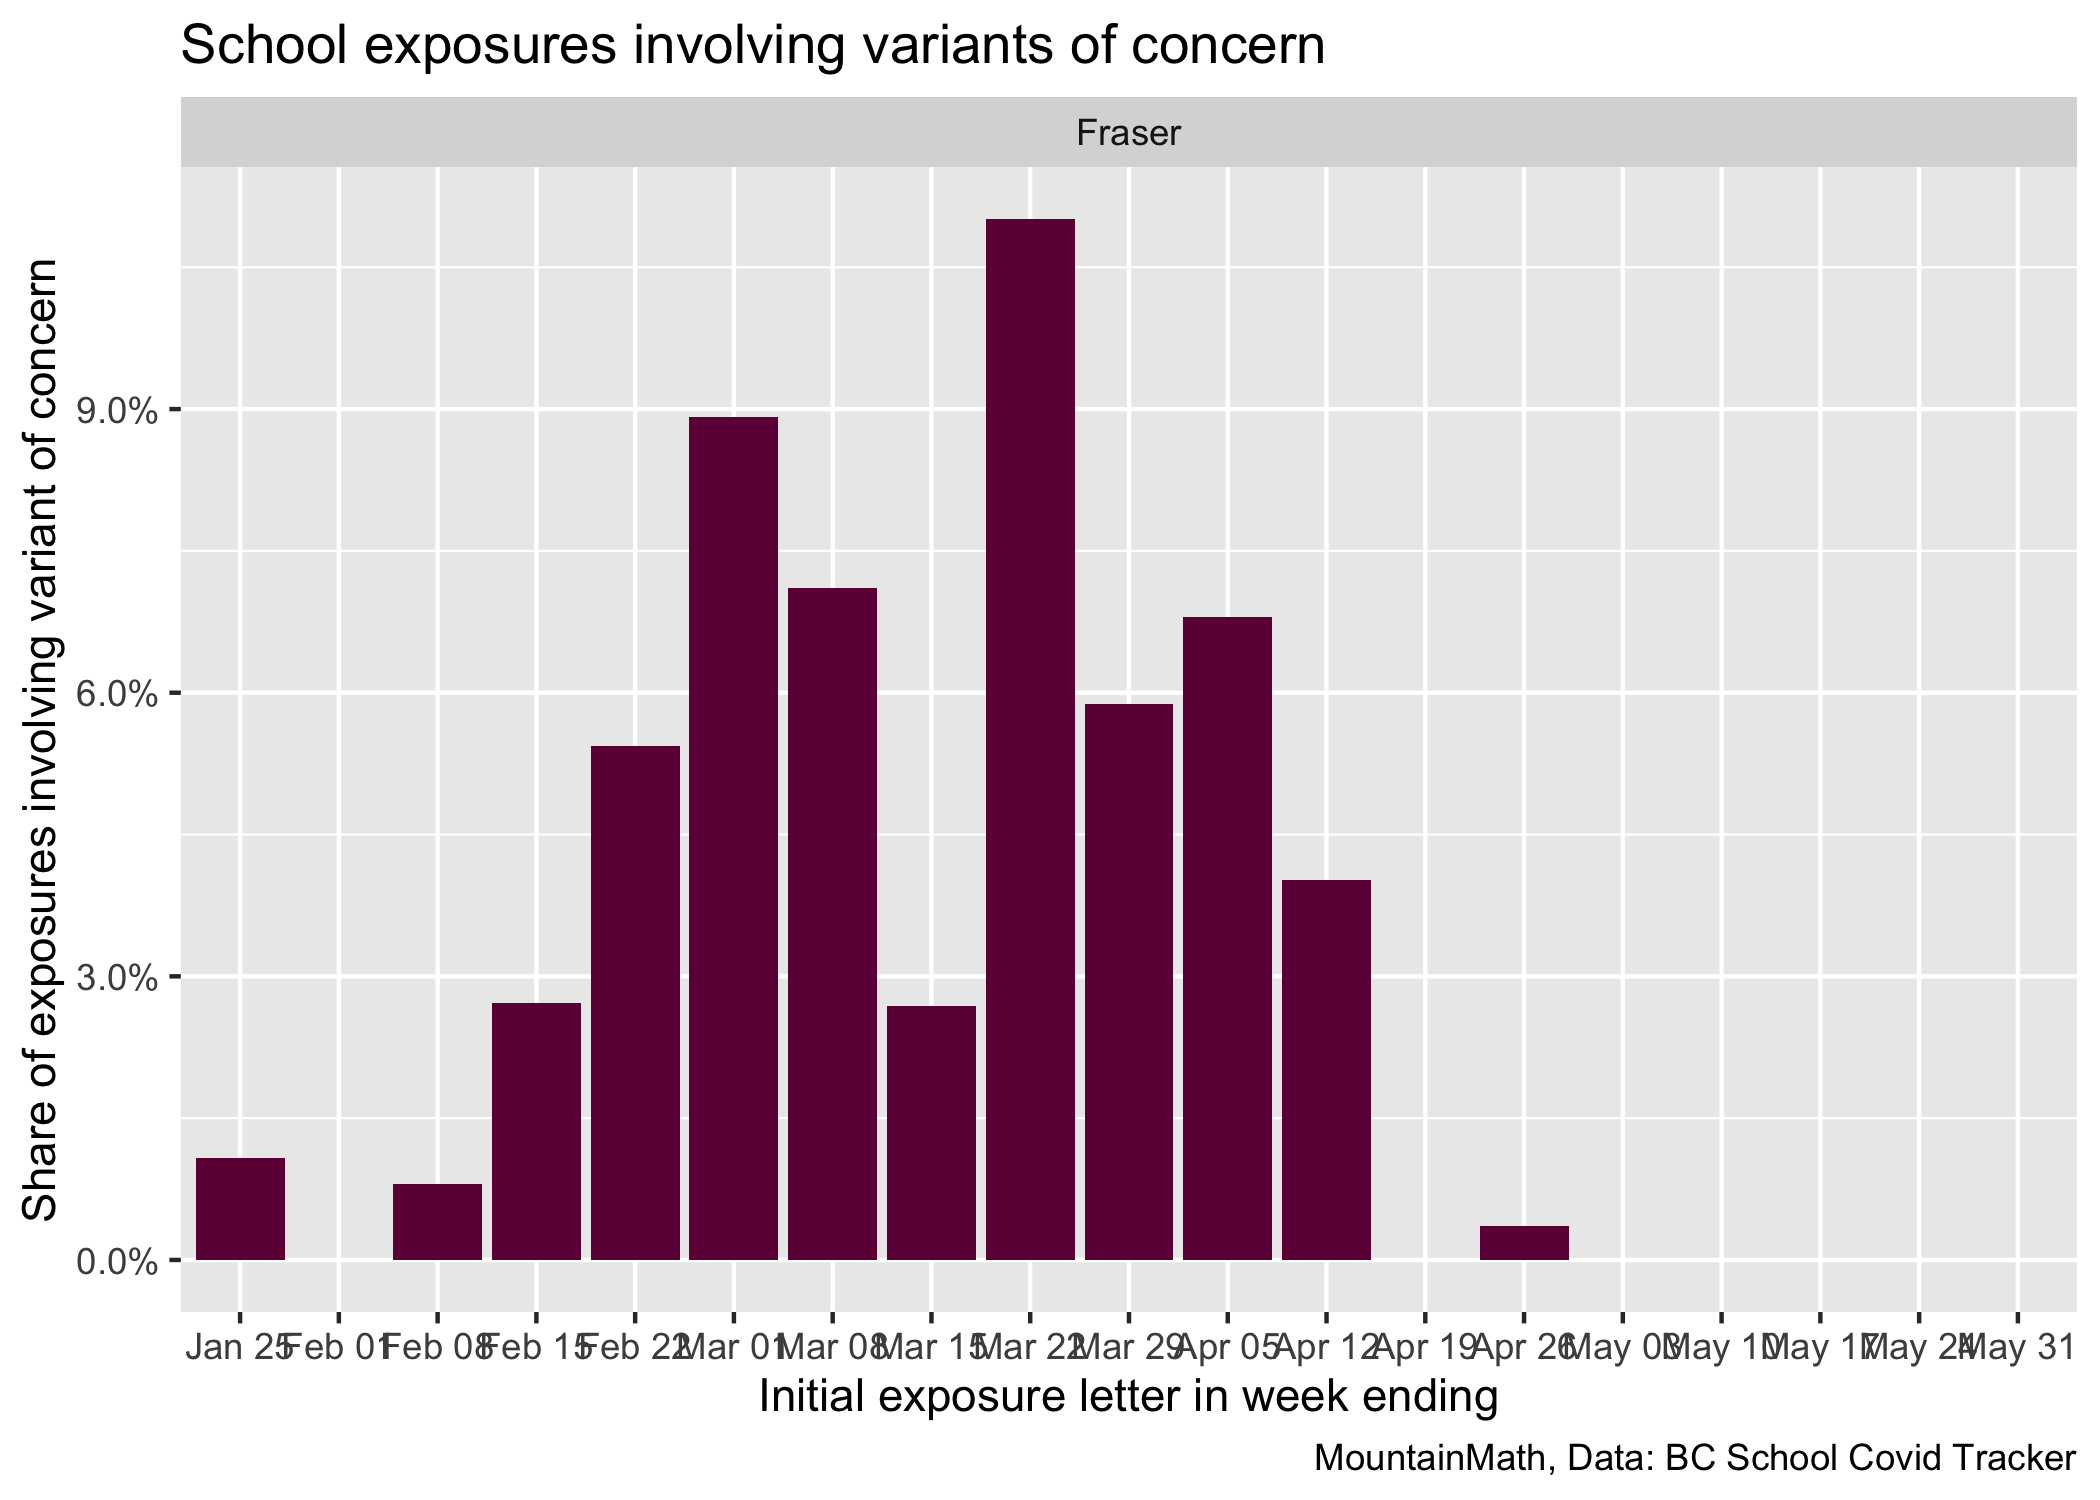 School exposures involving variants of concern
Fraser
Share of exposures involving variant of concern
9.0%
6.0%
3.0%
0.0%
Jan 25 Feb 01 Feb 08 Feb 15 Feb 22 Mar 01 Mar 08 Mar 15 Mar 22 Mar 29 Apr 05 Apr 12 Apr 19 Apr 26 May 03 May 10 May 17 May 24 May 31
Initial exposure letter in week ending
MountainMath, Data: BC School Covid Tracker